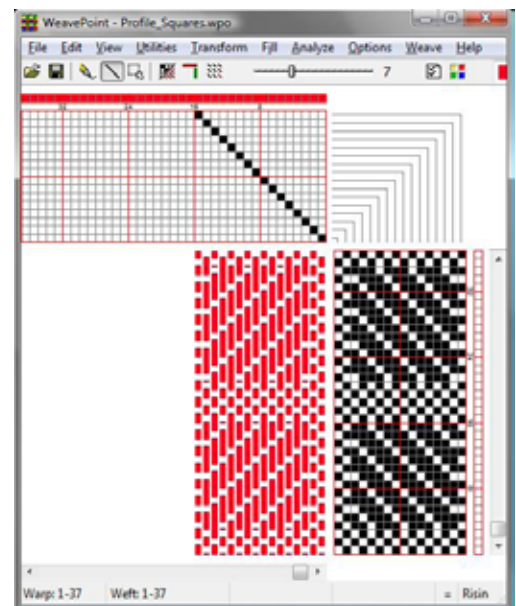 WeavePoint - Profile_Squares.wpo
File Edit View Utilities Transform Fill Analyze Options Weave Help
7
Warp: 1-37 Weft: 1-37 = Risin